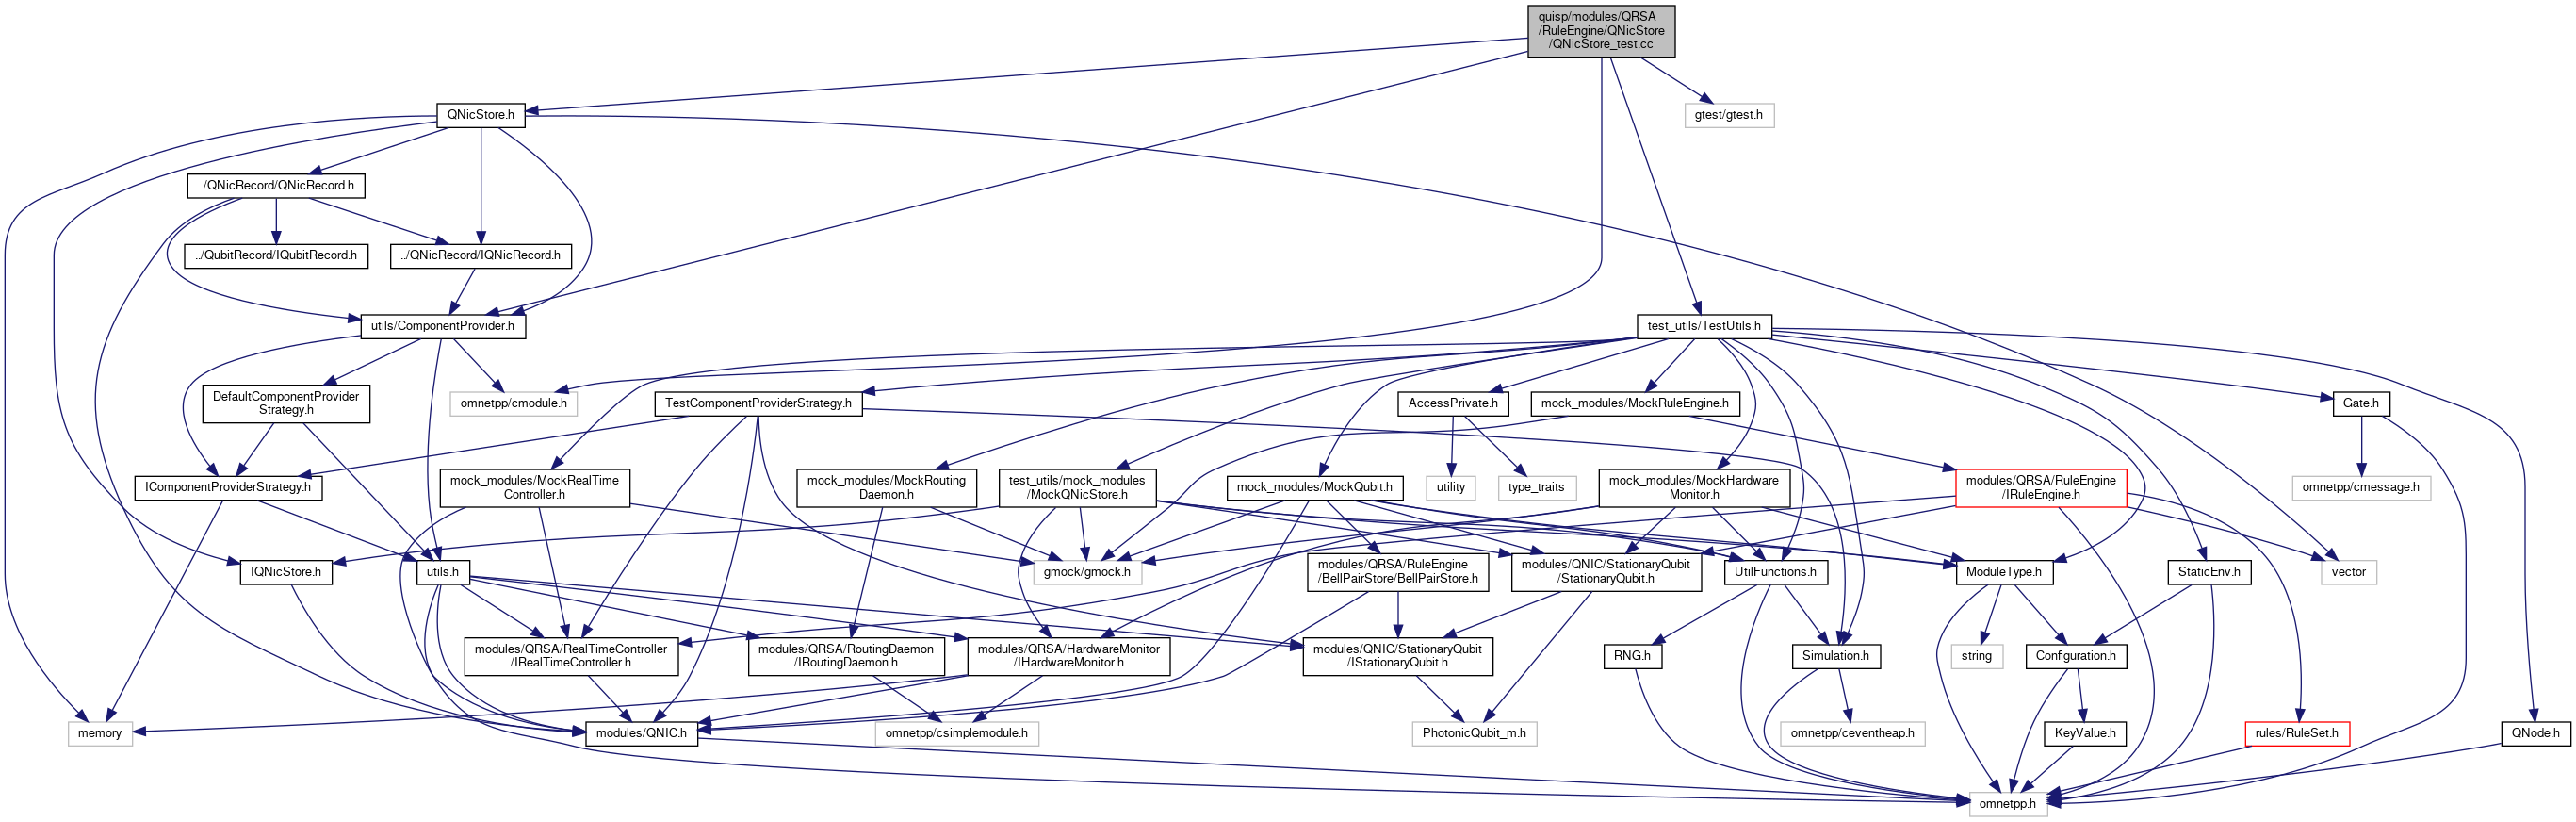 quisp/modules/QRSA
/RuleEngine/QNicStore
/QNicStore_test.cc
QNicStore.h
gtest/gtest.h
../QNicRecord/QNicRecord.h
../QubitRecord/IQubitRecord.h
../QNicRecord/IQNicRecord.h
utils/ComponentProvider.h
test_utils/TestUtils.h
DefaultComponentProvider
Strategy.h
omnetpp/cmodule.h
TestComponentProviderStrategy.h
AccessPrivate.h
mock_modules/MockRuleEngine.h
Gate.h
IComponentProviderStrategy.h
mock_modules/MockRealTime
Controller.h
mock_modules/MockRouting
Daemon.h
test_utils/mock_modules
/MockQNicStore.h
mock_modules/MockQubit.h
utility
type_traits
mock_modules/MockHardware
Monitor.h
modules/QRSA/RuleEngine
/IRuleEngine.h
omnetpp/cmessage.h
IQNicStore.h
utils.h
gmock/gmock.h
modules/QRSA/RuleEngine
/BellPairStore/BellPairStore.h
modules/QNIC/StationaryQubit
/StationaryQubit.h
UtilFunctions.h
ModuleType.h
StaticEnv.h
vector
modules/QRSA/RealTimeController
/IRealTimeController.h
modules/QRSA/RoutingDaemon
/IRoutingDaemon.h
modules/QRSA/HardwareMonitor
/IHardwareMonitor.h
modules/QNIC/StationaryQubit
/IStationaryQubit.h
RNG.h
Simulation.h
string
Configuration.h
memory
modules/QNIC.h
omnetpp/csimplemodule.h
PhotonicQubit_m.h
omnetpp/ceventheap.h
KeyValue.h
rules/RuleSet.h
QNode.h
omnetpp.h